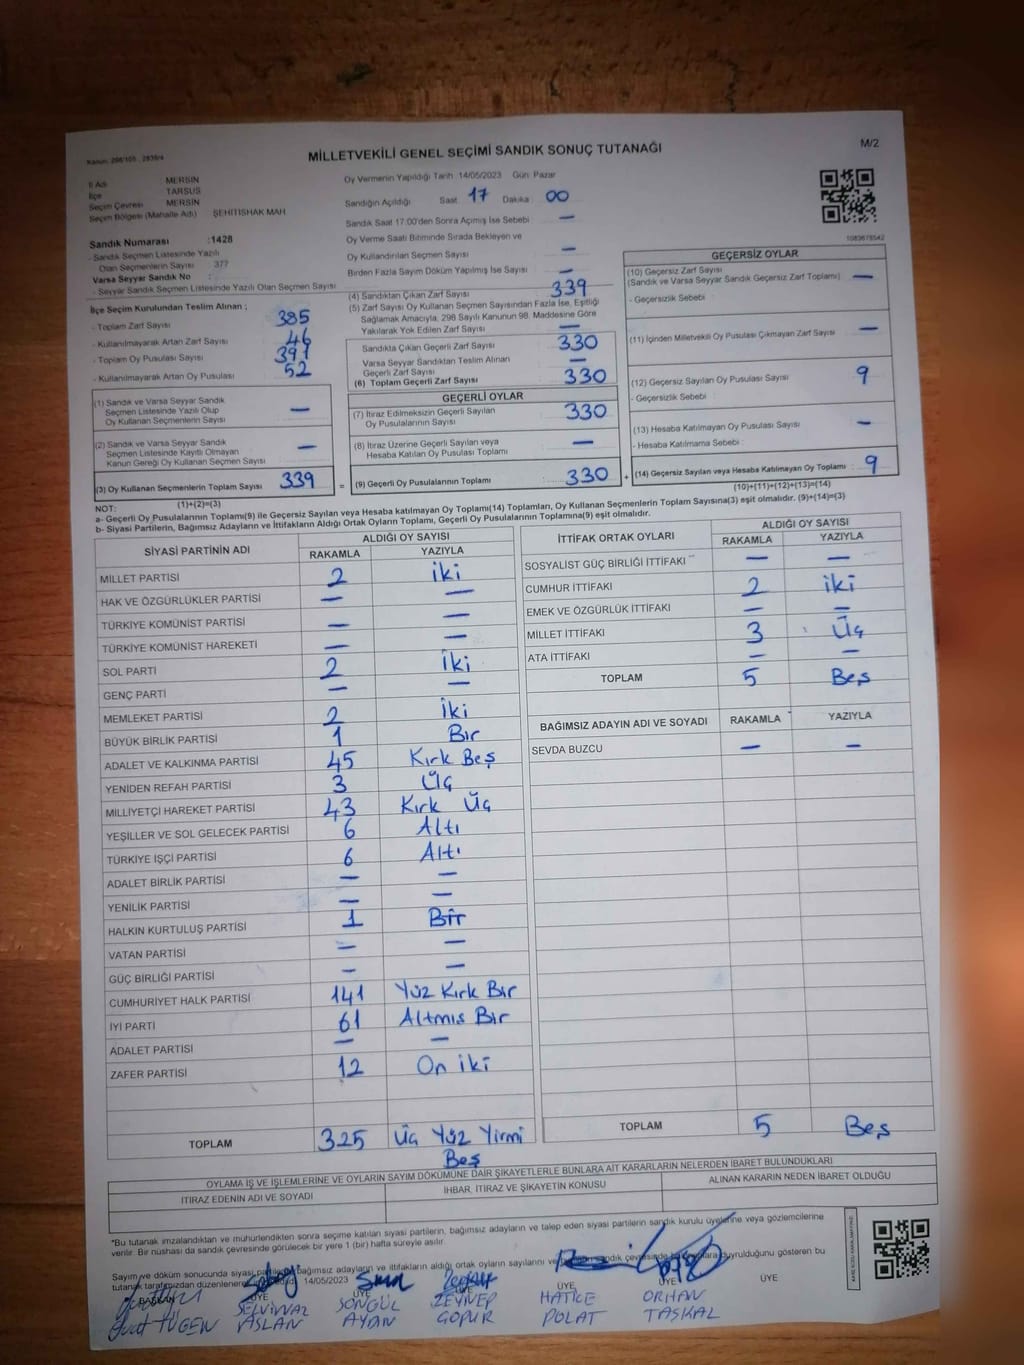 Kanun: 298/105 , 2839/4
MİLLETVEKİLİ GENEL SEÇİMİ SANDIK SONUÇ TUTANAĞI
M/2
İl Adı MERSİN
İlçe TARSUS
Seçim Çevresi MERSİN
Seçim Bölgesi (Mahalle Adı) ŞEHİTİSHAK MAH
Sandık Numarası :1428
- Sandık Seçmen Listesinde Yazılı
Olan Seçmenlerin Sayısı 377
Varsa Seyyar Sandık No :
- Seyyar Sandık Seçmen Listesinde Yazılı Olan Seçmen Sayısı
Oy Vermenin Yapıldığı Tarih :14/05/2023 Gün: Pazar
Sandığın Açıldığı Saat: 17 Dakika: 00
Sandık Saat 17:00'den Sonra Açımış İse Sebebi —
Oy Verme Saati Bitiminde Sırada Bekleyen ve
Oy Kullandırılan Seçmen Sayısı —
Birden Fazla Sayım Döküm Yapılmış İse Sayısı —
1083678542
İlçe Seçim Kurulundan Teslim Alınan ;
- Toplam Zarf Sayısı 385
- Kullanılmayarak Artan Zarf Sayısı 46
- Toplam Oy Pusulası Sayısı 391
- Kullanılmayarak Artan Oy Pusulası 52
(1) Sandık ve Varsa Seyyar Sandık
Seçmen Listesinde Yazılı Olup
Oy Kullanan Seçmenlerin Sayısı —
(2) Sandık ve Varsa Seyyar Sandık
Seçmen Listesinde Kayıtlı Olmayan
Kanun Gereği Oy Kullanan Seçmen Sayısı —
(3) Oy Kullanan Seçmenlerin Toplam Sayısı 339
(1)+(2)=(3)
(4) Sandıktan Çıkan Zarf Sayısı 339
(5) Zarf Sayısı Oy Kullanan Seçmen Sayısından Fazla İse, Eşitliği
Sağlamak Amacıyla, 298 Sayılı Kanunun 98. Maddesine Göre
Yakılarak Yok Edilen Zarf Sayısı —
Sandıkta Çıkan Geçerli Zarf Sayısı 330
Varsa Seyyar Sandıktan Teslim Alınan
Geçerli Zarf Sayısı —
(6) Toplam Geçerli Zarf Sayısı 330
GEÇERLİ OYLAR
(7) İtiraz Edilmeksizin Geçerli Sayılan
Oy Pusulalarının Sayısı 330
(8) İtiraz Üzerine Geçerli Sayılan veya
Hesaba Katılan Oy Pusulası Toplamı —
= (9) Geçerli Oy Pusulalarının Toplamı 330 +
GEÇERSİZ OYLAR
(10) Geçersiz Zarf Sayısı
(Sandık ve Varsa Seyyar Sandık Geçersiz Zarf Toplamı) —
- Geçersizlik Sebebi
(11) İçinden Milletvekili Oy Pusulası Çıkmayan Zarf Sayısı —
(12) Geçersiz Sayılan Oy Pusulası Sayısı 9
- Geçersizlik Sebebi :
(13) Hesaba Katılmayan Oy Pusulası Sayısı —
- Hesaba Katılmama Sebebi :
(14) Geçersiz Sayılan veya Hesaba Katılmayan Oy Toplamı : 9
(10)+(11)+(12)+(13)=(14)
NOT:
a- Geçerli Oy Pusulalarının Toplamı(9) ile Geçersiz Sayılan veya Hesaba katılmayan Oy Toplamı(14) Toplamları, Oy Kullanan Seçmenlerin Toplam Sayısına(3) eşit olmalıdır. (9)+(14)=(3)
b- Siyasi Partilerin, Bağımsız Adayların ve İttifakların Aldığı Ortak Oyların Toplamı, Geçerli Oy Pusulalarının Toplamına(9) eşit olmalıdır.
SİYASİ PARTİNİN ADI ALDIĞI OY SAYISI
RAKAMLA YAZIYLA
MİLLET PARTİSİ 2 iki
HAK VE ÖZGÜRLÜKLER PARTİSİ — —
TÜRKİYE KOMÜNİST PARTİSİ — —
TÜRKİYE KOMÜNİST HAREKETİ — —
SOL PARTİ 2 iki
GENÇ PARTİ — —
MEMLEKET PARTİSİ 2 iki
BÜYÜK BİRLİK PARTİSİ 1 Bir
ADALET VE KALKINMA PARTİSİ 45 Kırk Beş
YENİDEN REFAH PARTİSİ 3 Üç
MİLLİYETÇİ HAREKET PARTİSİ 43 Kırk Üç
YEŞİLLER VE SOL GELECEK PARTİSİ 6 Altı
TÜRKİYE İŞÇİ PARTİSİ 6 Altı
ADALET BİRLİK PARTİSİ — —
YENİLİK PARTİSİ — —
HALKIN KURTULUŞ PARTİSİ 1 Bir
VATAN PARTİSİ — —
GÜÇ BİRLİĞİ PARTİSİ — —
CUMHURİYET HALK PARTİSİ 141 Yüz Kırk Bir
İYİ PARTİ 61 Altmıs Bir
ADALET PARTİSİ — —
ZAFER PARTİSİ 12 On iki
TOPLAM 325 Üç Yüz Yirmi
Beş
İTTİFAK ORTAK OYLARI ALDIĞI OY SAYISI
RAKAMLA YAZIYLA
SOSYALİST GÜÇ BİRLİĞİ İTTİFAKI — —
CUMHUR İTTİFAKI 2 iki
EMEK VE ÖZGÜRLÜK İTTİFAKI — —
MİLLET İTTİFAKI 3 Üç
ATA İTTİFAKI — —
TOPLAM 5 Beş
BAĞIMSIZ ADAYIN ADI VE SOYADI RAKAMLA YAZIYLA
SEVDA BUZCU — —
TOPLAM 5 Beş
OYLAMA İŞ VE İŞLEMLERİNE VE OYLARIN SAYIM DÖKÜMÜNE DAİR ŞİKAYETLERLE BUNLARA AİT KARARLARIN NELERDEN İBARET BULUNDUKLARI
İTİRAZ EDENİN ADI VE SOYADI İHBAR, İTİRAZ VE ŞİKAYETİN KONUSU ALINAN KARARIN NEDEN İBARET OLDUĞU
"Bu tutanak imzalandıktan ve mühürlendikten sonra seçime katılan siyasi partilerin, bağımsız adayların ve talep eden siyasi partilerin sandık kurulu üyelerine veya gözlemcilerine
verilir. Bir nüshası da sandık çevresinde görülecek bir yere 1 (bir) hafta süreyle asılır.
Sayım ve döküm sonucunda siyasi partilerin, bağımsız adayların ve ittifakların aldığı ortak oyların sayılarını sandık çevresinde duyrulduğunu gösteren bu
tutanak tarafımızdan düzenlenerek 14/05/2023
BAŞKAN ÜYE ÜYE ÜYE ÜYE ÜYE
TÜGEN
ASLAN
SONGÜL
AYDIN
ZEYNEP
HATİCE
POLAT
ORHAN
TAŞKAL